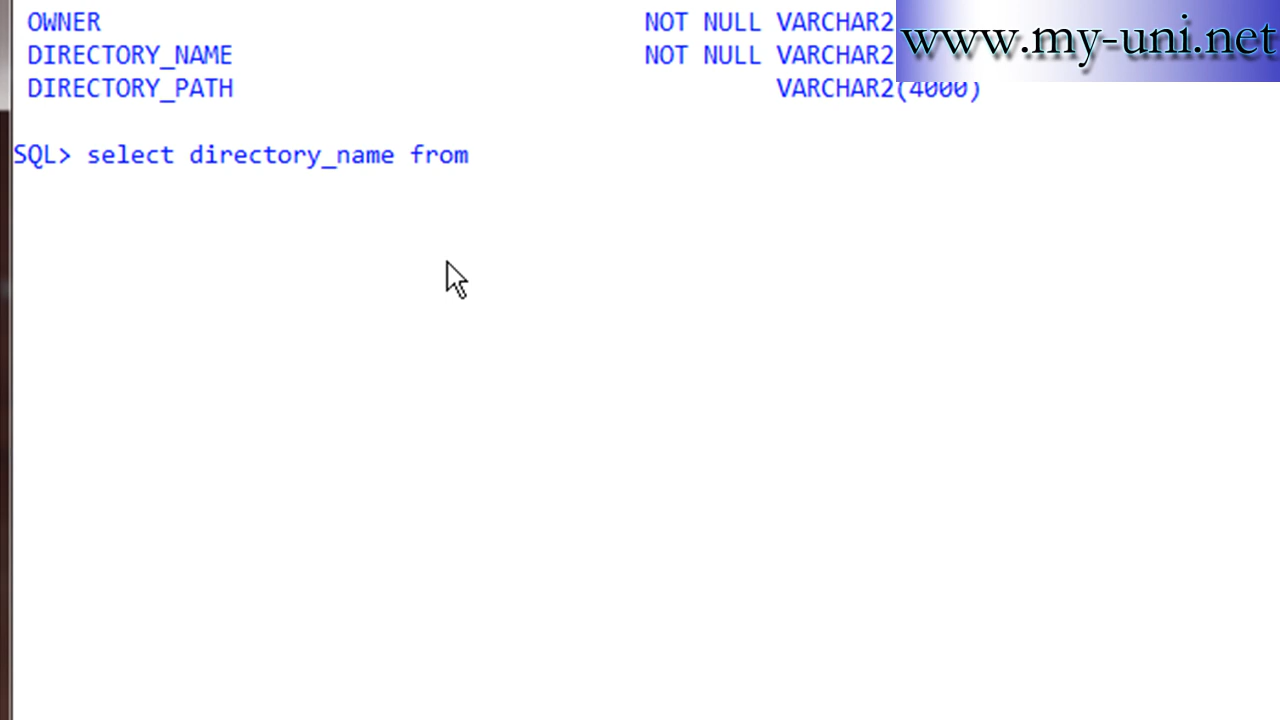 OWNER NOT NULL VARCHAR2
www.my-uni.net
DIRECTORY_NAME NOT NULL VARCHAR2
DIRECTORY_PATH VARCHAR2(4000)
SQL> select directory_name from